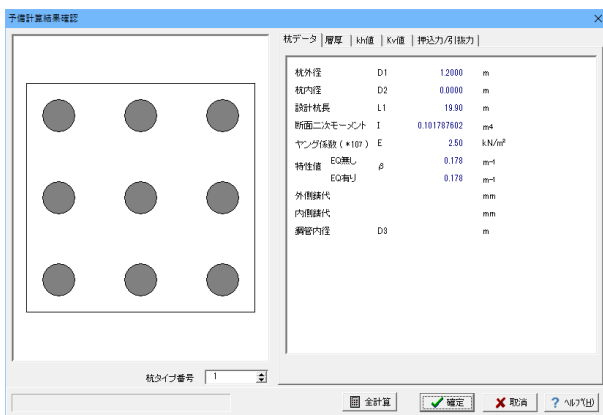 予備計算結果確認
杭データ 層厚 kh値 Kv値 押込力/引抜力
杭外径 D1 1.2000 m
杭内径 D2 0.0000 m
設計杭長 L1 19.90 m
断面二次モーメント I 0.101787602 m4
ヤング係数(*107) E 2.50 kN/m²
特性値 EQ無し β 0.178 m-1
EQ有り 0.178 m-1
外側錆代 mm
内側錆代 mm
鋼管内径 D3 m
杭タイプ番号 1
全計算 確定 取消 ? ヘルプ(H)